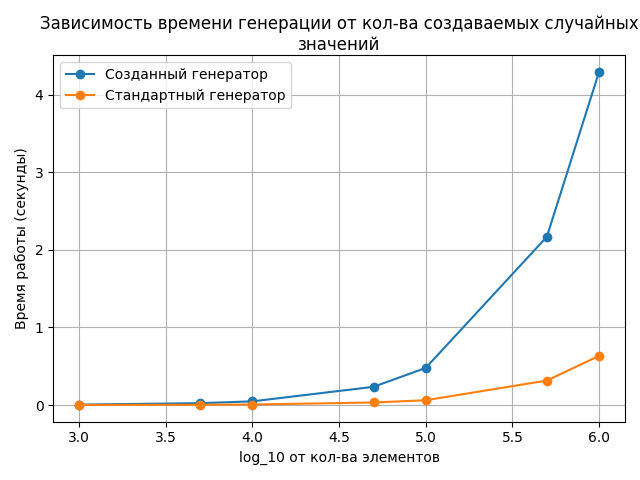 Зависимость времени генерации от кол-ва создаваемых случайных
значений
Созданный генератор
Стандартный генератор
Время работы (секунды)
4
3
2
1
0
3.0 3.5 4.0 4.5 5.0 5.5 6.0
log_10 от кол-ва элементов